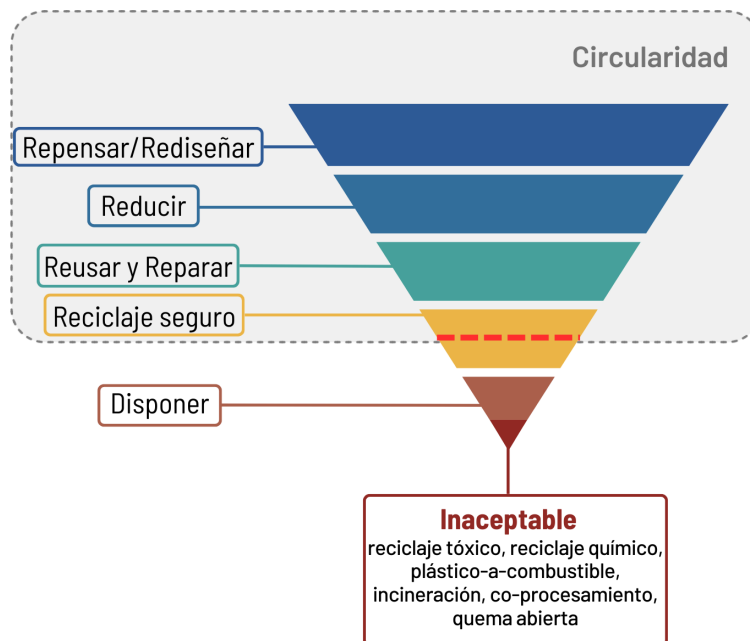 Circularidad
Repensar/Rediseñar
Reducir
Reusar y Reparar
Reciclaje seguro
Disponer
Inaceptable
reciclaje tóxico, reciclaje químico,
plástico-a-combustible,
incineración, co-procesamiento,
quema abierta